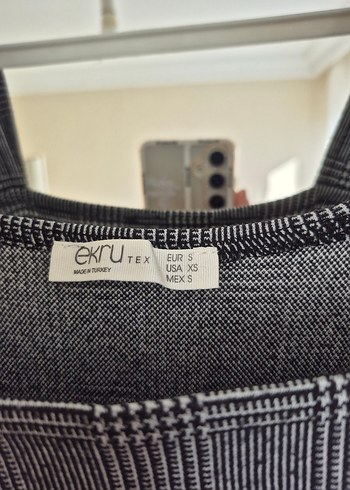 ekru TEX
MADE IN TURKEY
EUR S
USA XS
MEX S